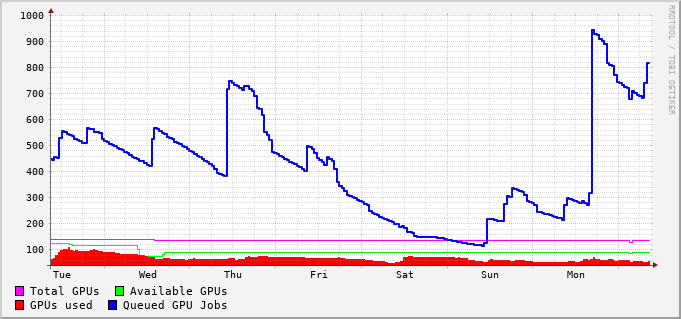 1000
900
800
700
600
500
400
300
200
100
Tue Wed Thu Fri Sat Sun Mon
Total GPUs Available GPUs
GPUs used Queued GPU Jobs
RRDTOOL / TOBI OETIKER